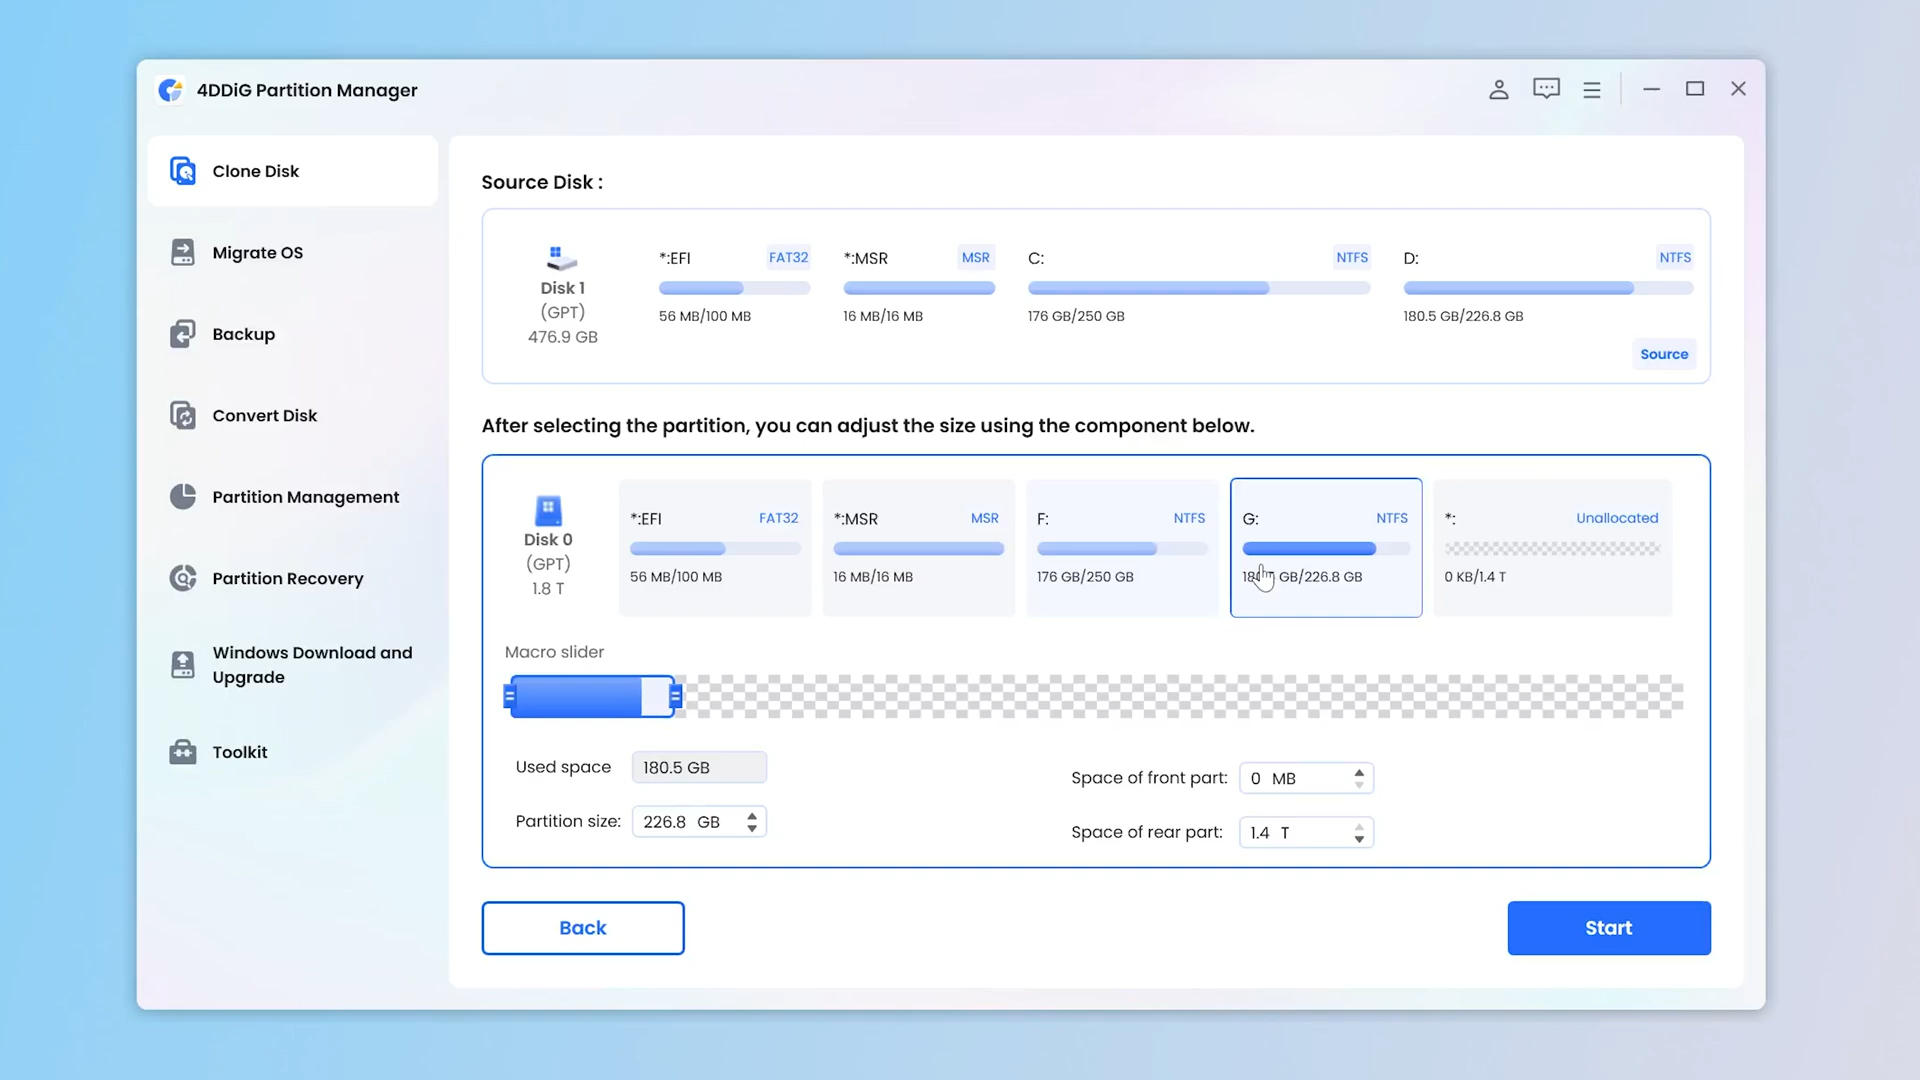 4DDiG Partition Manager
Clone Disk
Migrate OS
Backup
Convert Disk
Partition Management
Partition Recovery
Windows Download and
Upgrade
Toolkit
Source Disk :
Disk 1
(GPT)
476.9 GB
*:EFI FAT32
56 MB/100 MB
*:MSR MSR
16 MB/16 MB
C: NTFS
176 GB/250 GB
D: NTFS
180.5 GB/226.8 GB
Source
After selecting the partition, you can adjust the size using the component below.
Disk 0
(GPT)
1.8 T
*:EFI FAT32
56 MB/100 MB
*:MSR MSR
16 MB/16 MB
F: NTFS
176 GB/250 GB
G: NTFS
GB/226.8 GB
*: Unallocated
0 KB/1.4 T
Macro slider
Used space 180.5 GB
Partition size: 226.8 GB
Space of front part: 0 MB
Space of rear part: 1.4 T
Back
Start